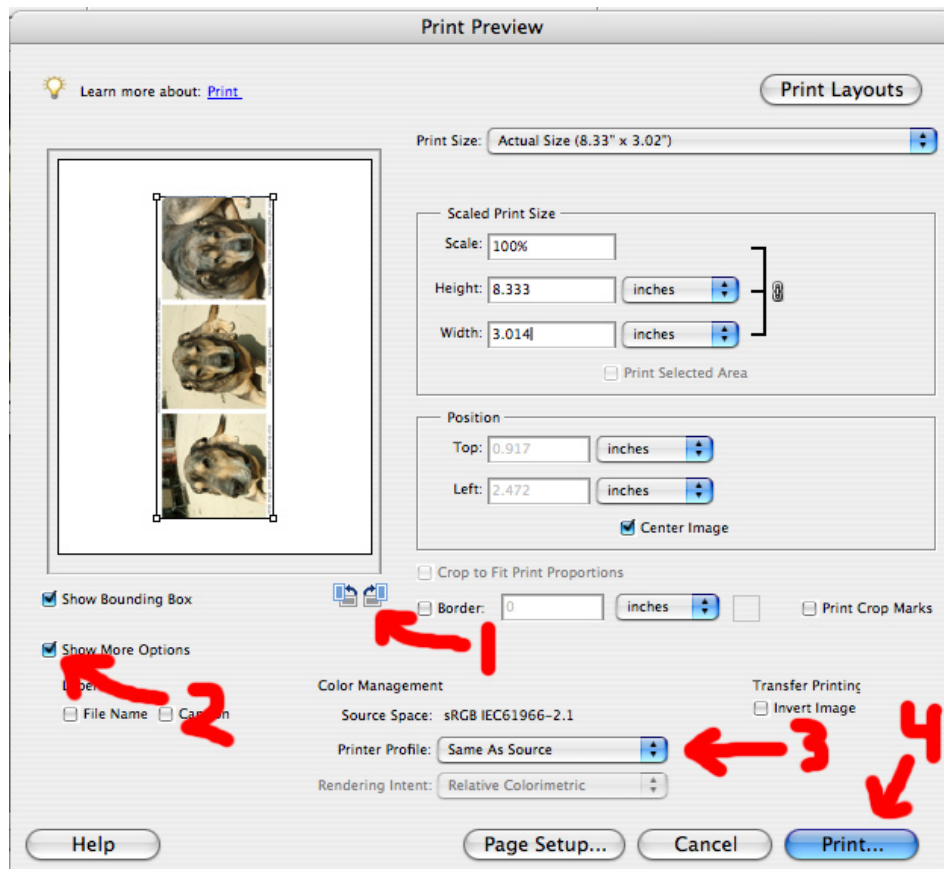 Print Preview
Learn more about: Print
Print Layouts
Print Size: Actual Size (8.33" x 3.02")
Scaled Print Size
Scale: 100%
Height: 8.333 inches
Width: 3.014 inches
Print Selected Area
Position
Top: 0.917 inches
Left: 2.472 inches
Center Image
Crop to Fit Print Proportions
Show Bounding Box
Border: 0 inches
Print Crop Marks
1
Show More Options
2
File Name
Color Management
Source Space: sRGB IEC61966-2.1
Printer Profile: Same As Source
3
Rendering Intent: Relative Colorimetric
Transfer Printing
Invert Image
4
Help
Page Setup...
Cancel
Print...